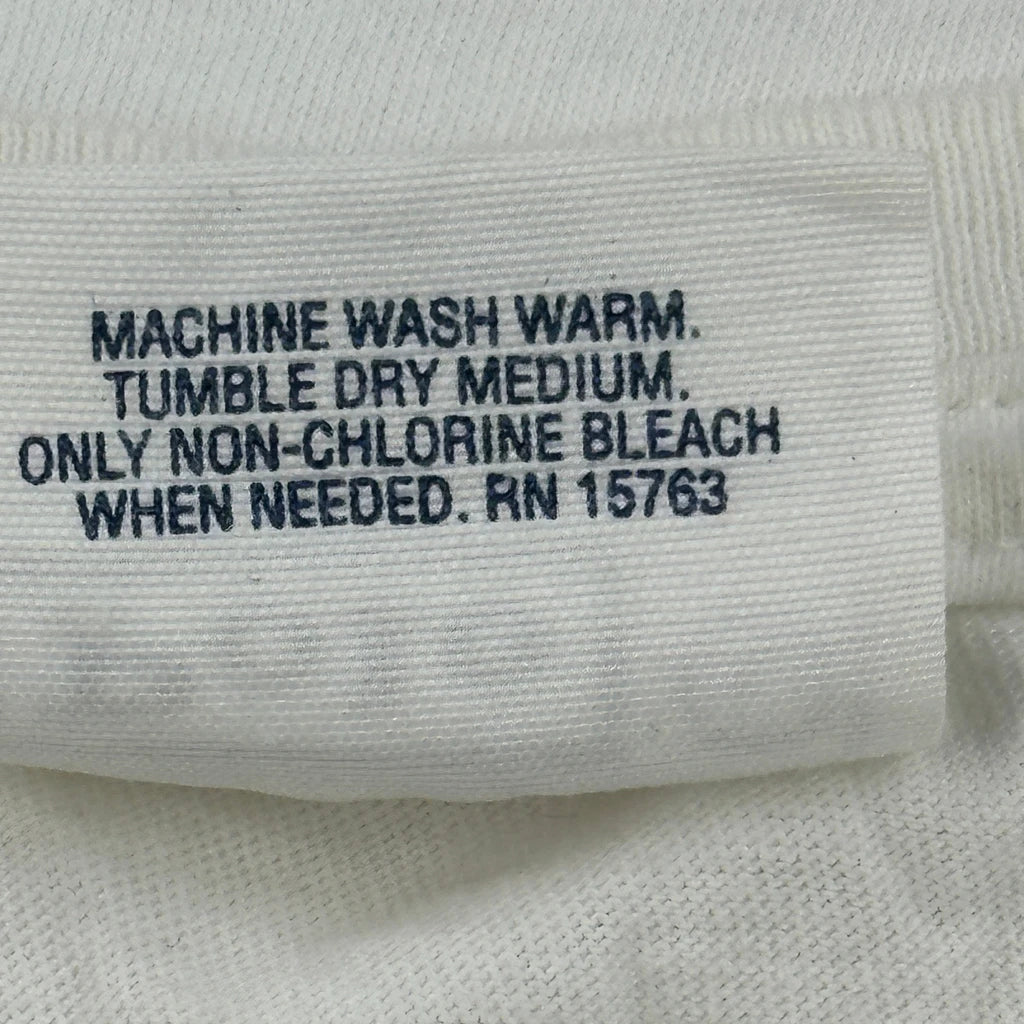 MACHINE WASH WARM.
TUMBLE DRY MEDIUM.
ONLY NON-CHLORINE BLEACH
WHEN NEEDED. RN 15763